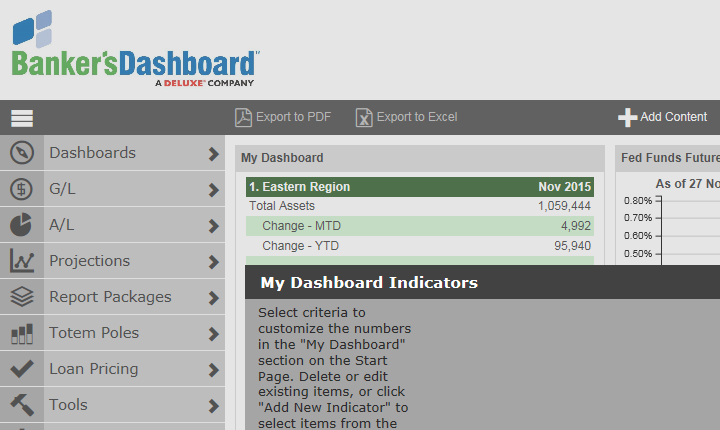 Banker'sDashboard™
A DELUXE® COMPANY
Export to PDF
Export to Excel
Add Content
Dashboards
G/L
A/L
Projections
Report Packages
Totem Poles
Loan Pricing
Tools
My Dashboard
1. Eastern Region Nov 2015
Total Assets 1,059,444
Change - MTD 4,992
Change - YTD 95,940
Fed Funds Future
As of 27 No
0.80%
0.70%
0.60%
0.50%
My Dashboard Indicators
Select criteria to
customize the numbers
in the "My Dashboard"
section on the Start
Page. Delete or edit
existing items, or click
"Add New Indicator" to
select items from the